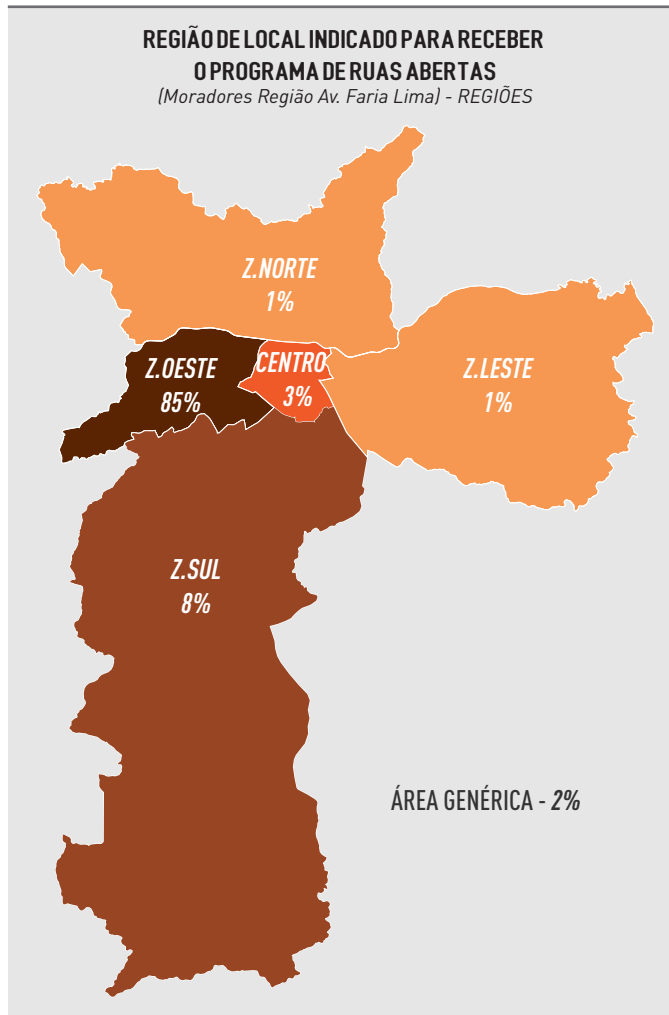 REGIÃO DE LOCAL INDICADO PARA RECEBER
O PROGRAMA DE RUAS ABERTAS
(Moradores Região Av. Faria Lima) - REGIÕES
Z.NORTE
1%
Z.OESTE
85%
CENTRO
3%
Z.LESTE
1%
Z.SUL
8%
ÁREA GENÉRICA - 2%